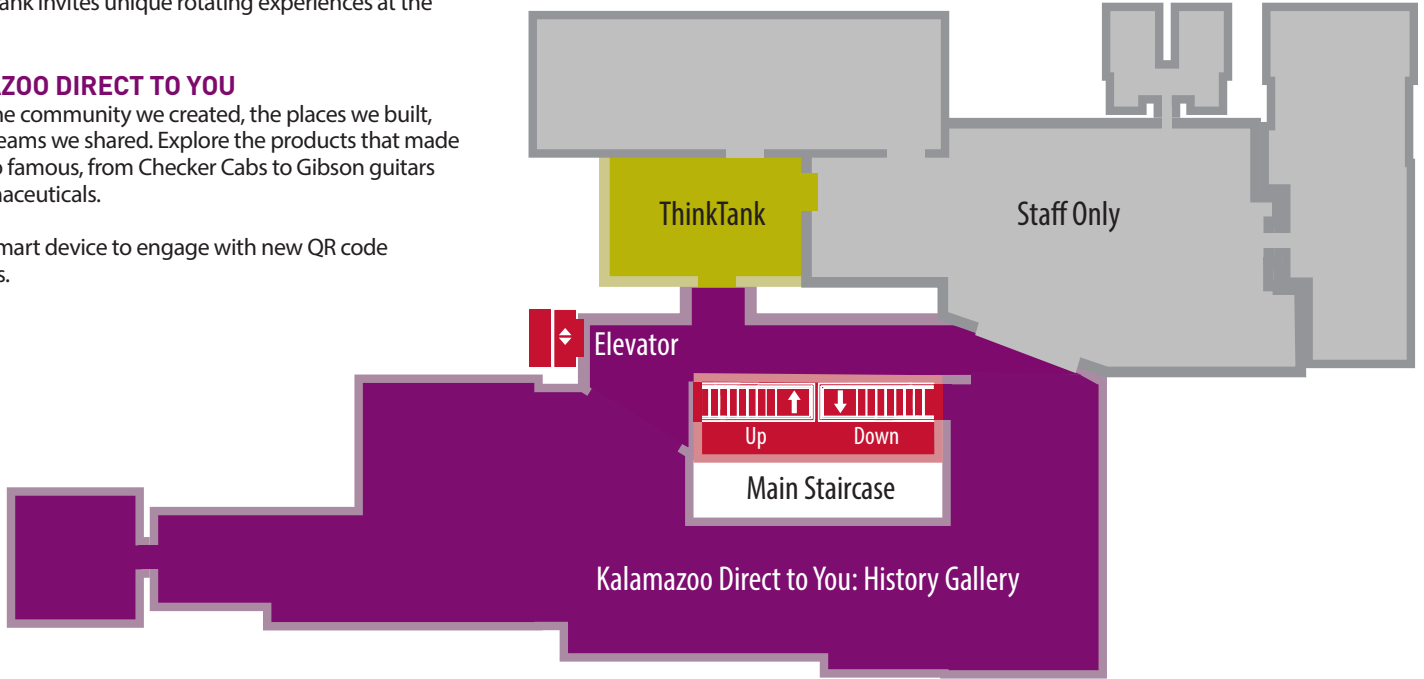 ank invites unique rotating experiences at the
AZOO DIRECT TO YOU
he community we created, the places we built,
reams we shared. Explore the products that made
o famous, from Checker Cabs to Gibson guitars
naceuticals.
mart device to engage with new QR code
s.
ThinkTank
Staff Only
Elevator
Up
Down
Main Staircase
Kalamazoo Direct to You: History Gallery